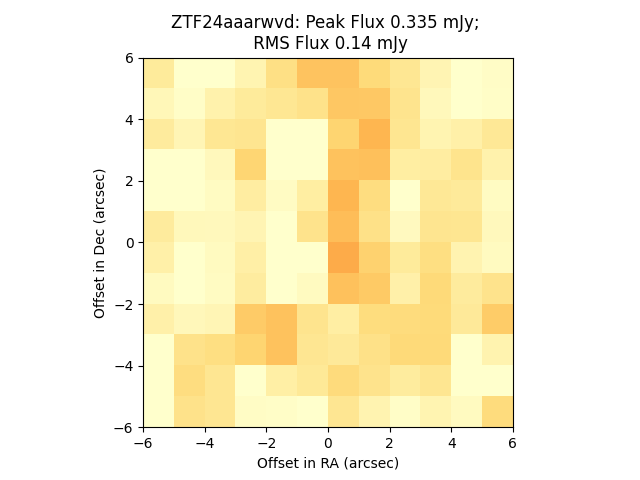 ZTF24aaarwvd: Peak Flux 0.335 mJy;
RMS Flux 0.14 mJy
6
4
2
0
−2
−4
−6
Offset in Dec (arcsec)
−6 −4 −2 0 2 4 6
Offset in RA (arcsec)